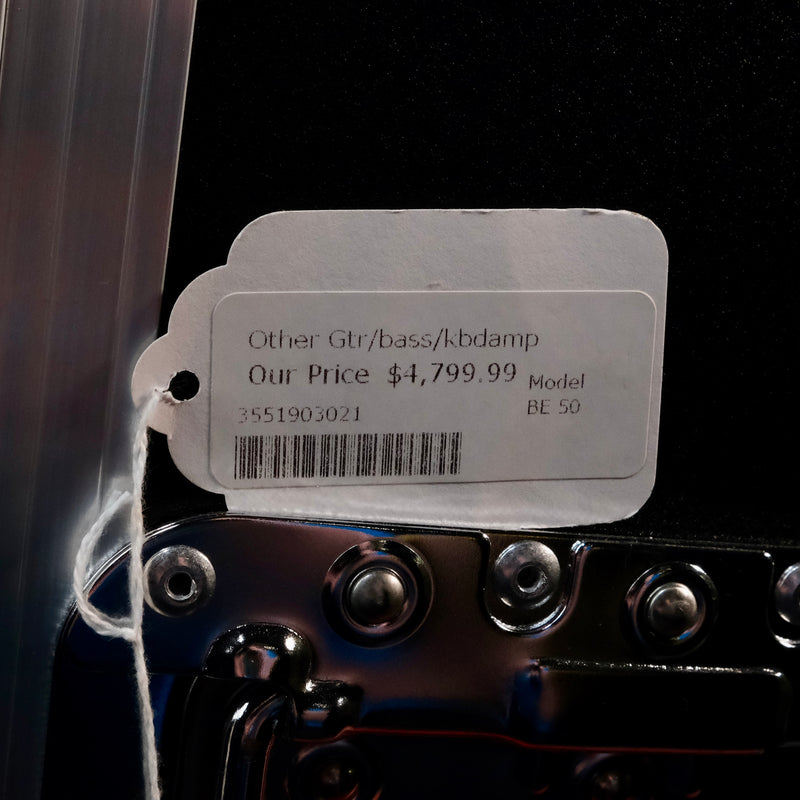 Other Gtr/bass/kbdamp
Our Price $4,799.99
Model
3551903021
BE 50